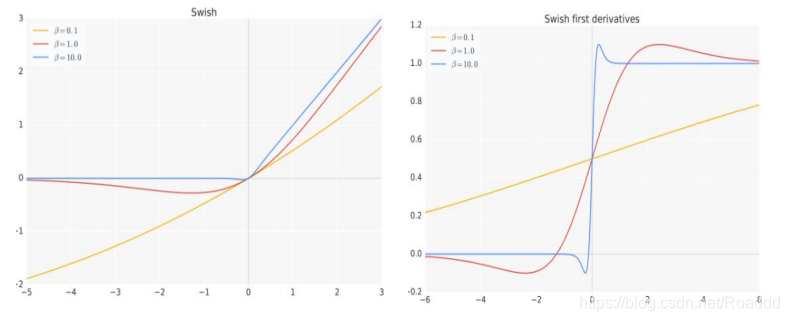 Swish
3
β = 0.1
β = 1.0
β = 10.0
2
1
0
-1
-2
−5 −4 −3 −2 −1 0 1 2 3
Swish first derivatives
1.2
β = 0.1
β = 1.0
β = 10.0
1.0
0.8
0.6
0.4
0.2
0.0
-0.2
−6 −4 −2 0 2 4 6
https://blog.csdn.net/Roaddd